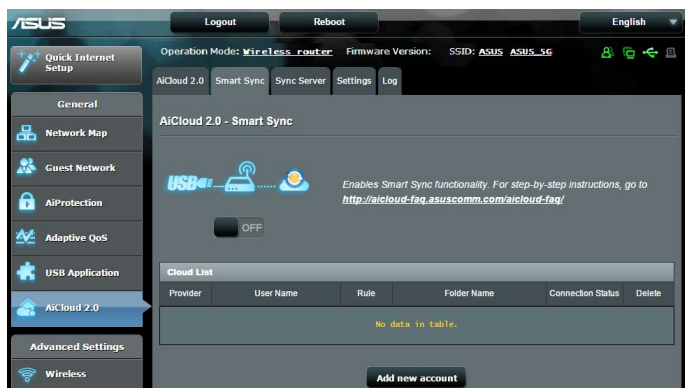 ASUS
Logout Reboot English
Quick Internet Setup
Operation Mode: Wireless router Firmware Version: SSID: ASUS ASUS_5G
AiCloud 2.0 Smart Sync Sync Server Settings Log
General
Network Map
Guest Network
AiProtection
Adaptive QoS
USB Application
AiCloud 2.0
Advanced Settings
Wireless
AiCloud 2.0 - Smart Sync
USB
Enables Smart Sync functionality. For step-by-step instructions, go to
http://aicloud-faq.asuscomm.com/aicloud-faq/
OFF
Cloud List
Provider User Name Rule Folder Name Connection Status Delete
No data in table.
Add new account